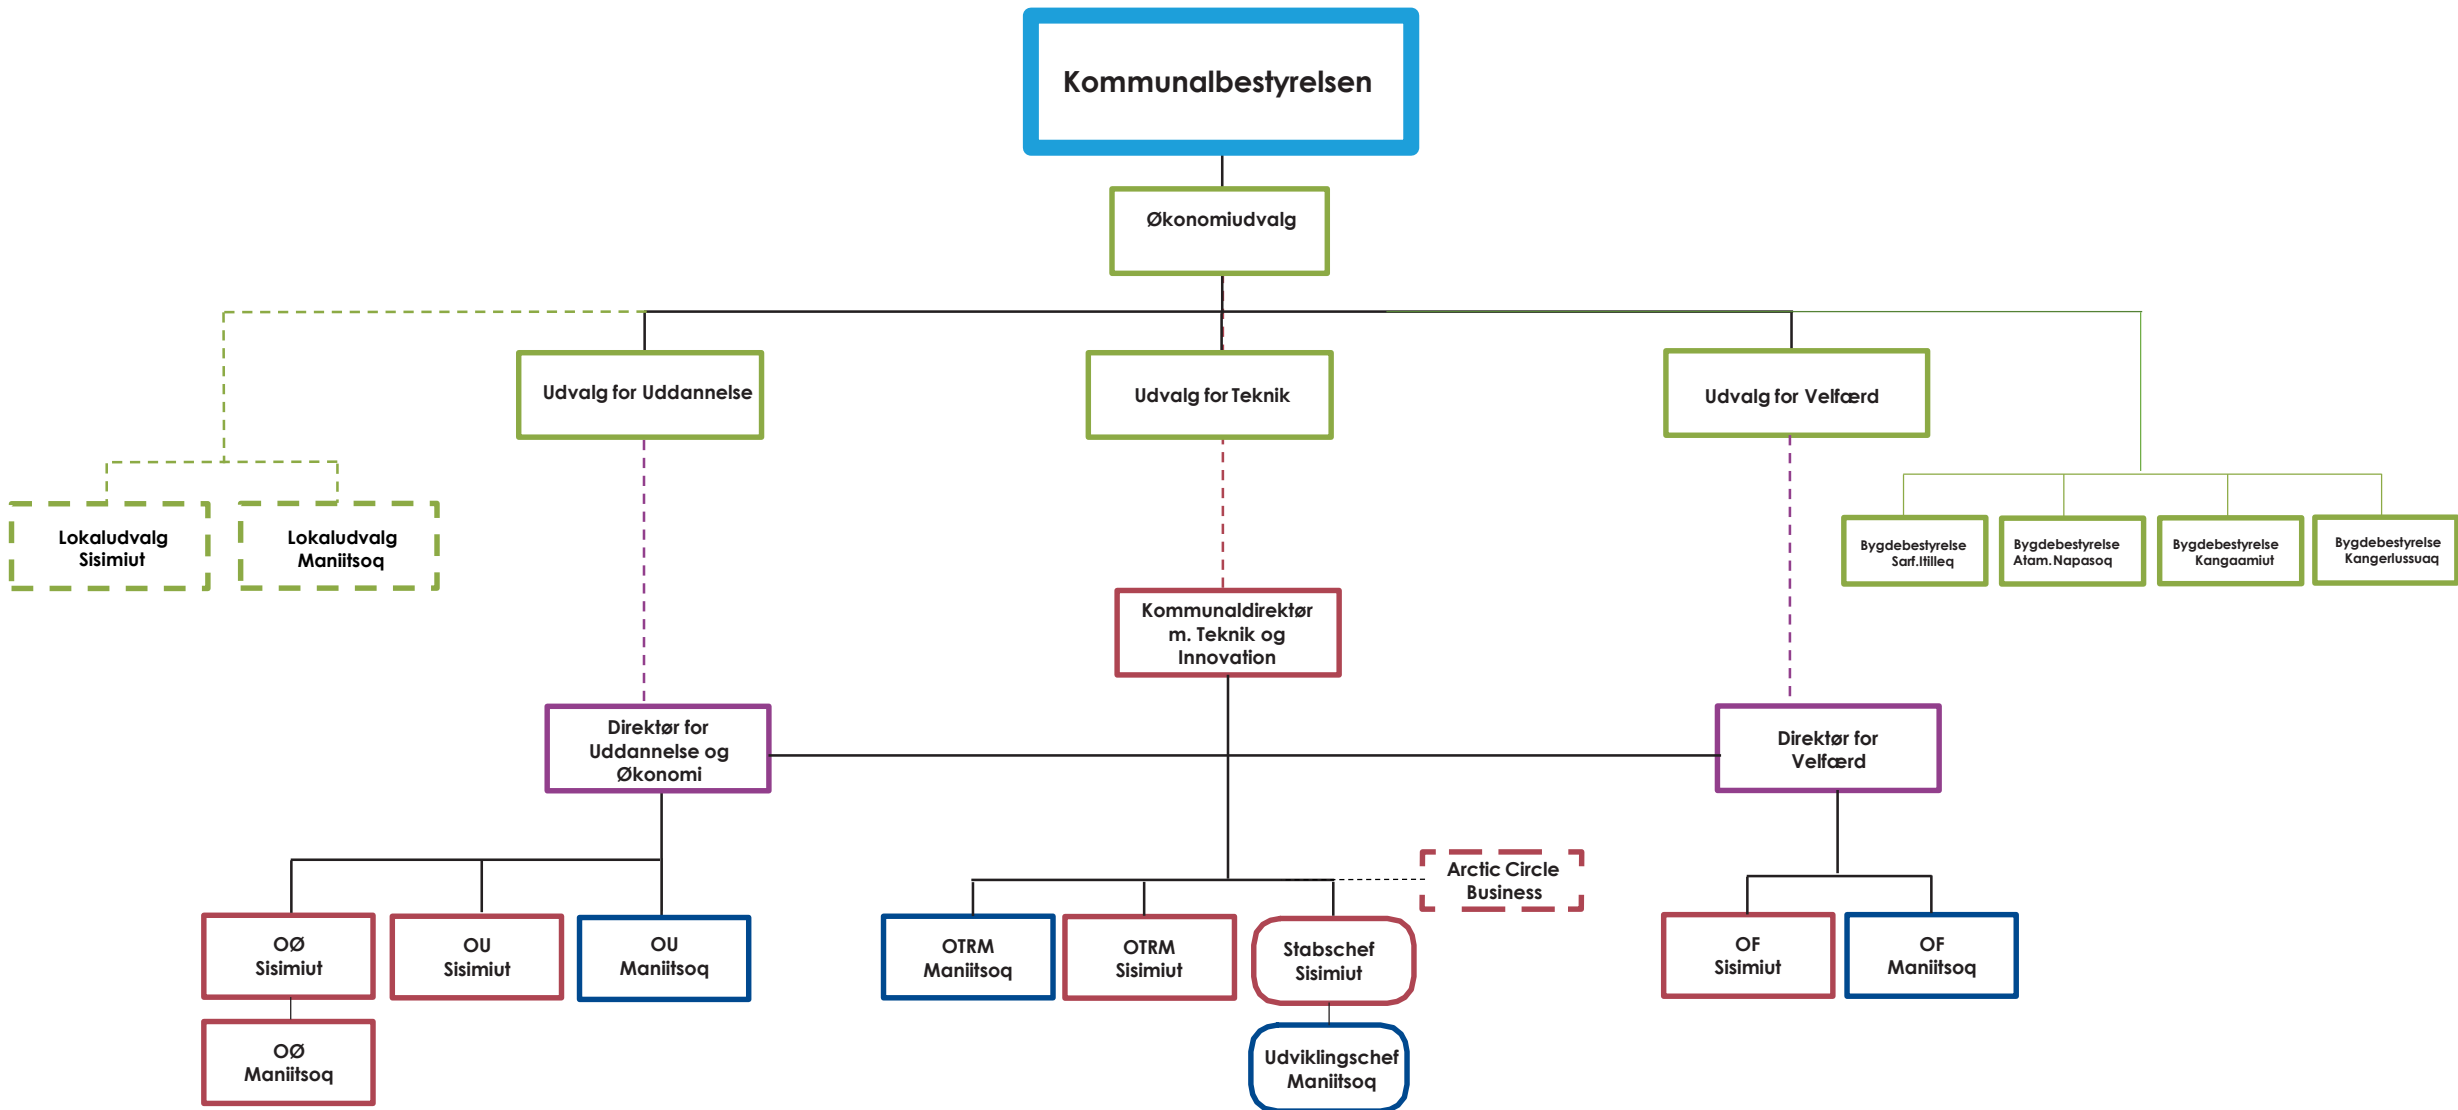 Kommunalbestyrelsen
Økonomiudvalg
Udvalg for Uddannelse
Udvalg for Teknik
Udvalg for Velfærd
Lokaludvalg
Sisimiut
Lokaludvalg
Maniitsoq
Bygdebestyrelse
Sarf.Itilleq
Bygdebestyrelse
Atam.Napasoq
Bygdebestyrelse
Kangaamiut
Bygdebestyrelse
Kangerlussuaq
Kommunaldirektør
m. Teknik og
Innovation
Direktør for
Uddannelse og
Økonomi
Direktør for
Velfærd
Arctic Circle
Business
OØ
Sisimiut
OU
Sisimiut
OU
Maniitsoq
OTRM
Maniitsoq
OTRM
Sisimiut
Stabschef
Sisimiut
OF
Sisimiut
OF
Maniitsoq
OØ
Maniitsoq
Udviklingschef
Maniitsoq